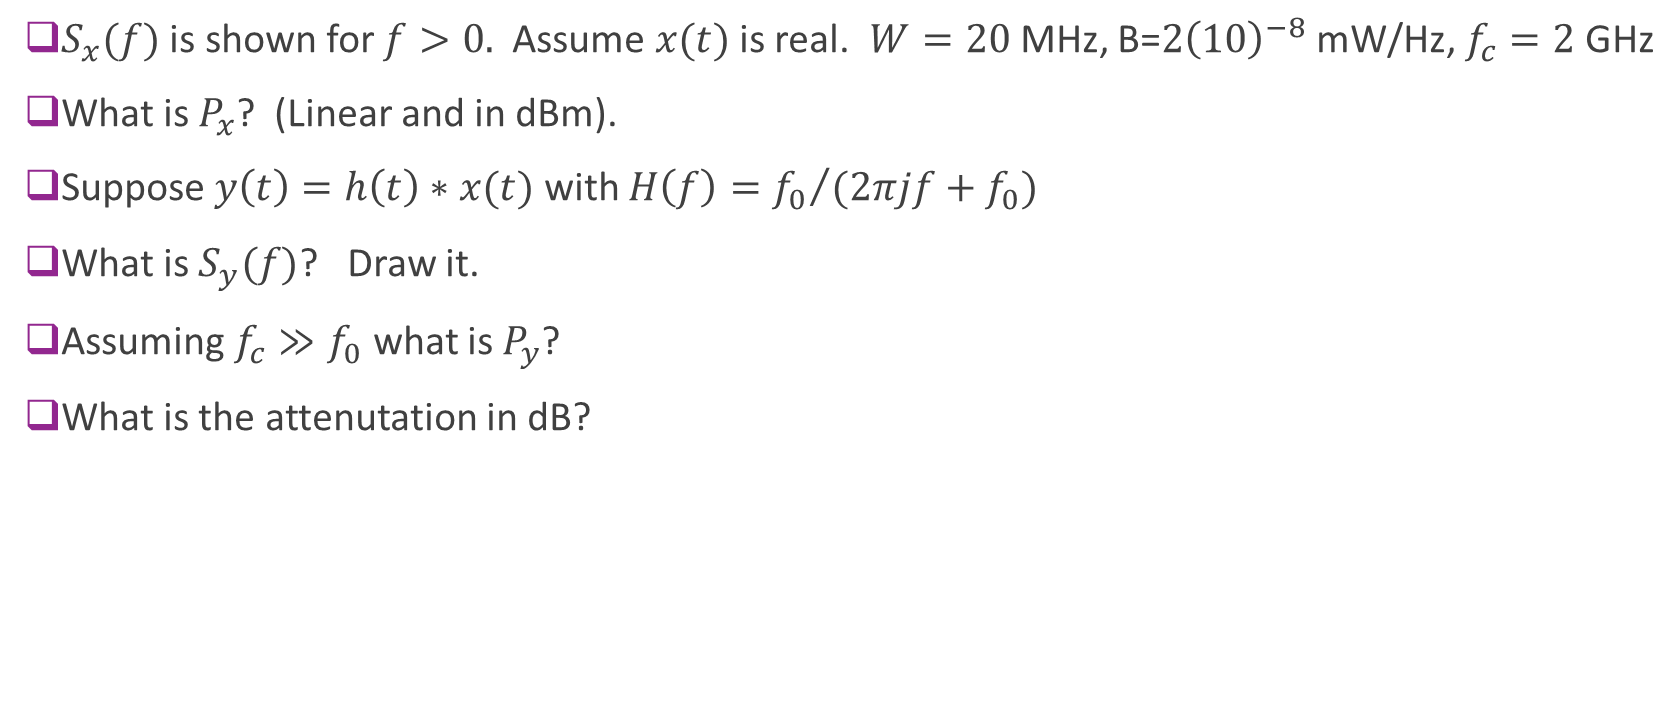 ❑S_x(f) is shown for f > 0. Assume x(t) is real. W = 20 MHz, B=2(10)^−8 mW/Hz, f_c = 2 GHz
❑What is P_x? (Linear and in dBm).
❑Suppose y(t) = h(t) ∗ x(t) with H(f) = f_0/(2πjf + f_0)
❑What is S_y(f)? Draw it.
❑Assuming f_c ≫ f_0 what is P_y?
❑What is the attenutation in dB?